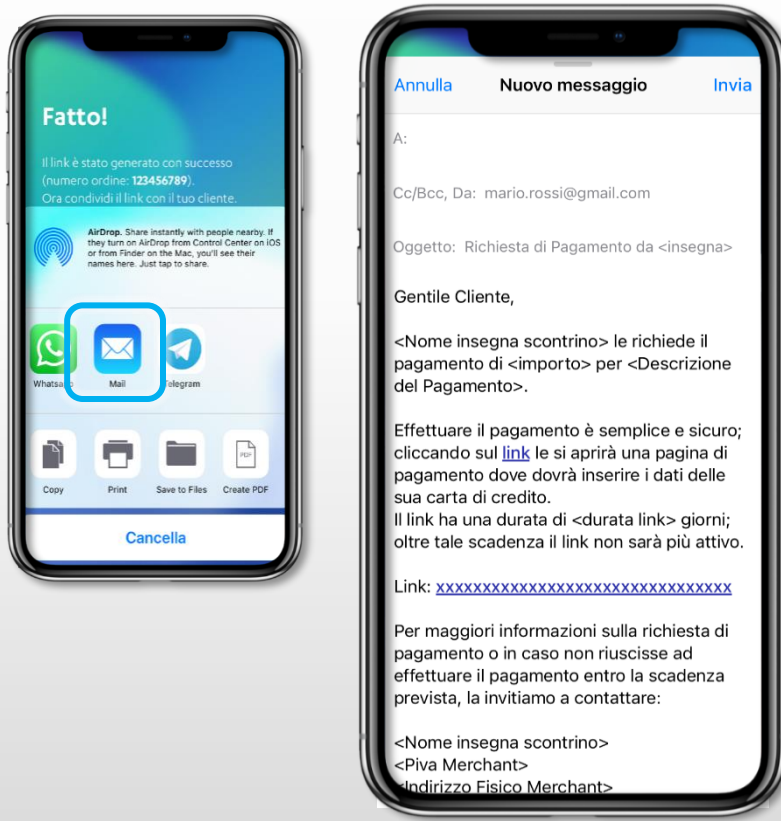 Fatto!
Il link è stato generato con successo
(numero ordine: 123456789).
Ora condividi il link con il tuo cliente.
AirDrop. Share instantly with people nearby. If
they turn on AirDrop from Control Center on iOS
or from Finder on the Mac, you'll see their
names here. Just tap to share.
Whatsapp
Mail
Telegram
PDF
Copy
Print
Save to Files
Create PDF
Cancella
Annulla
Nuovo messaggio
Invia
A:
Cc/Bcc, Da: mario.rossi@gmail.com
Oggetto: Richiesta di Pagamento da <insegna>
Gentile Cliente,
<Nome insegna scontrino> le richiede il
pagamento di <importo> per <Descrizione
del Pagamento>.
Effettuare il pagamento è semplice e sicuro;
cliccando sul link le si aprirà una pagina di
pagamento dove dovrà inserire i dati delle
sua carta di credito.
Il link ha una durata di <durata link> giorni;
oltre tale scadenza il link non sarà più attivo.
Link: xxxxxxxxxxxxxxxxxxxxxxxxxxxxxxxx
Per maggiori informazioni sulla richiesta di
pagamento o in caso non riuscisse ad
effettuare il pagamento entro la scadenza
prevista, la invitiamo a contattare:
<Nome insegna scontrino>
<Piva Merchant>
<Indirizzo Fisico Merchant>